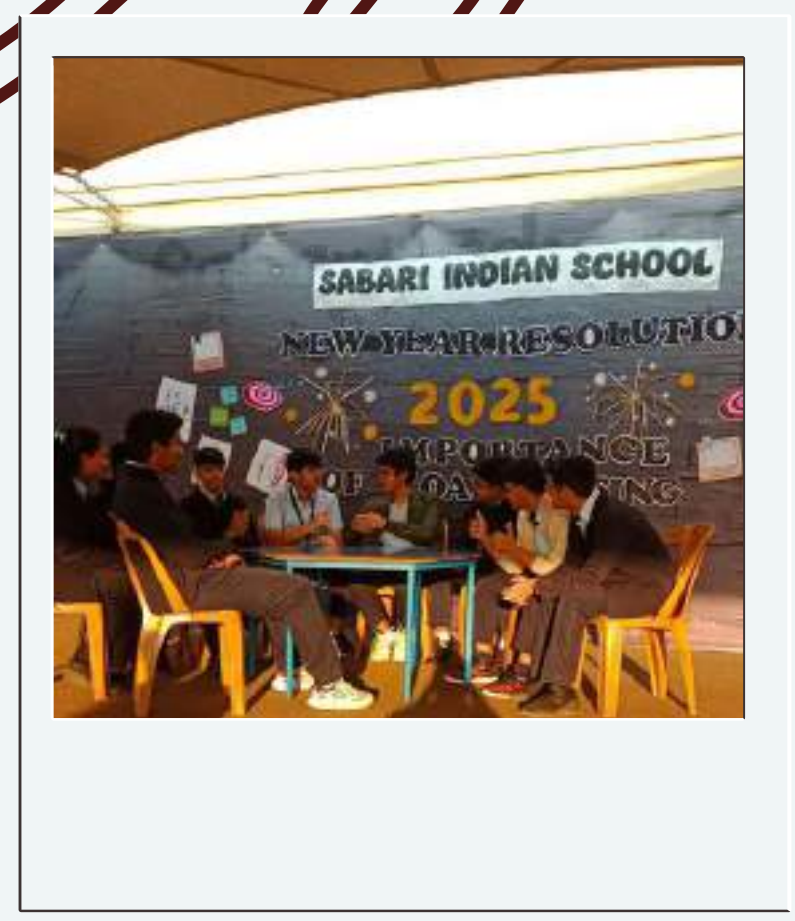 SABARI INDIAN SCHOOL
NEW YEAR RESOLUTIO
2025
IMPORTANCE
OF